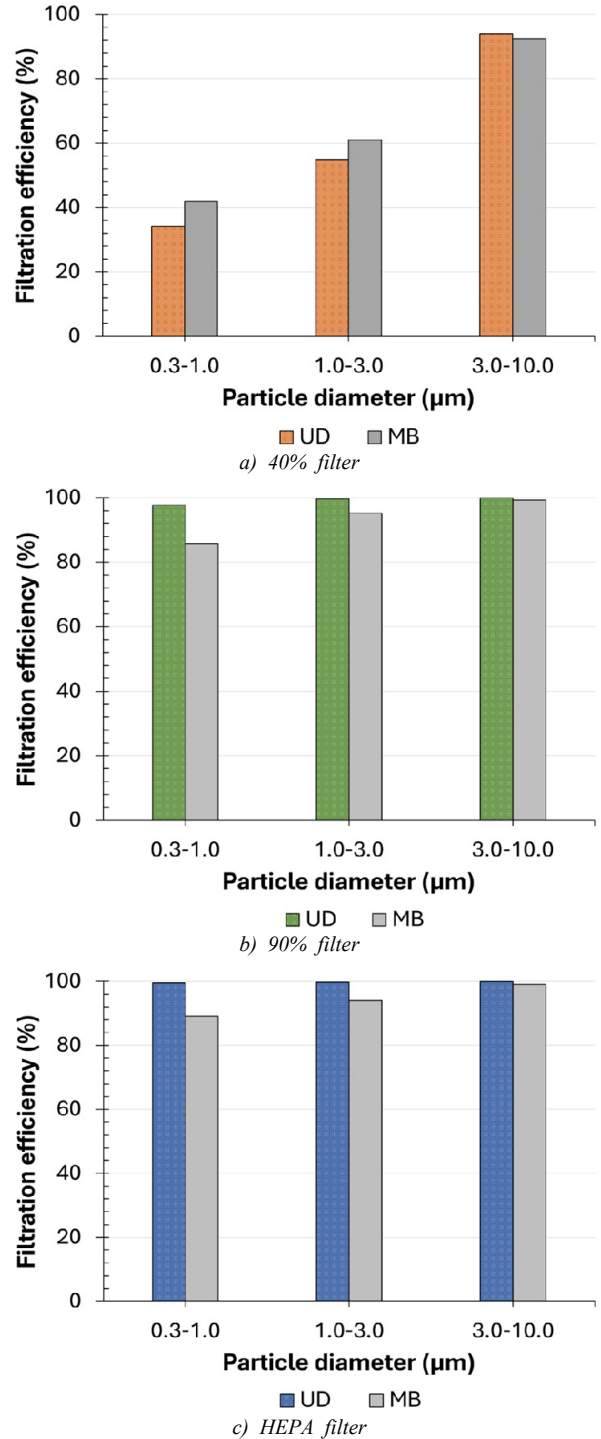 Filtration efficiency (%)
100
80
60
40
20
0
0.3-1.0 1.0-3.0 3.0-10.0
Particle diameter (µm)
UD MB
a) 40% filter
Filtration efficiency (%)
100
80
60
40
20
0
0.3-1.0 1.0-3.0 3.0-10.0
Particle diameter (µm)
UD MB
b) 90% filter
Filtration efficiency (%)
100
80
60
40
20
0
0.3-1.0 1.0-3.0 3.0-10.0
Particle diameter (µm)
UD MB
c) HEPA filter